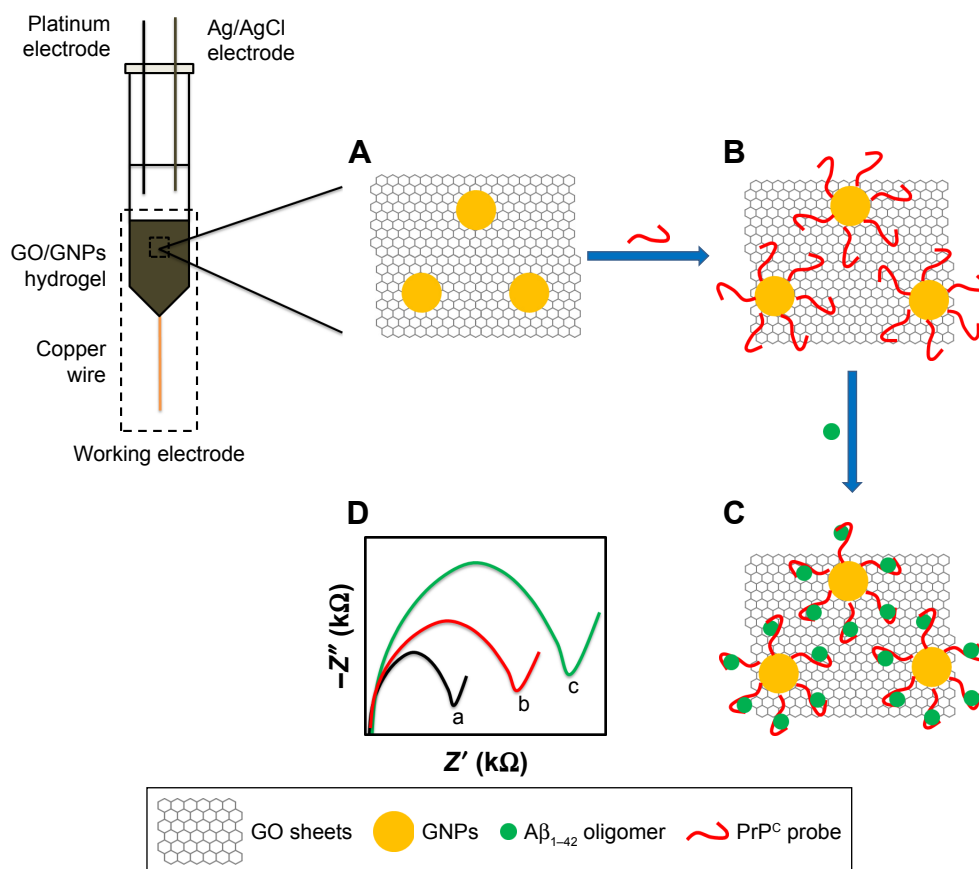 Platinum
electrode
Ag/AgCl
electrode
GO/GNPs
hydrogel
Copper
wire
Working electrode
A
B
C
D
−Z″ (kΩ)
a
b
c
Z′ (kΩ)
GO sheets
GNPs
Aβ₁₋₄₂ oligomer
PrPᶜ probe